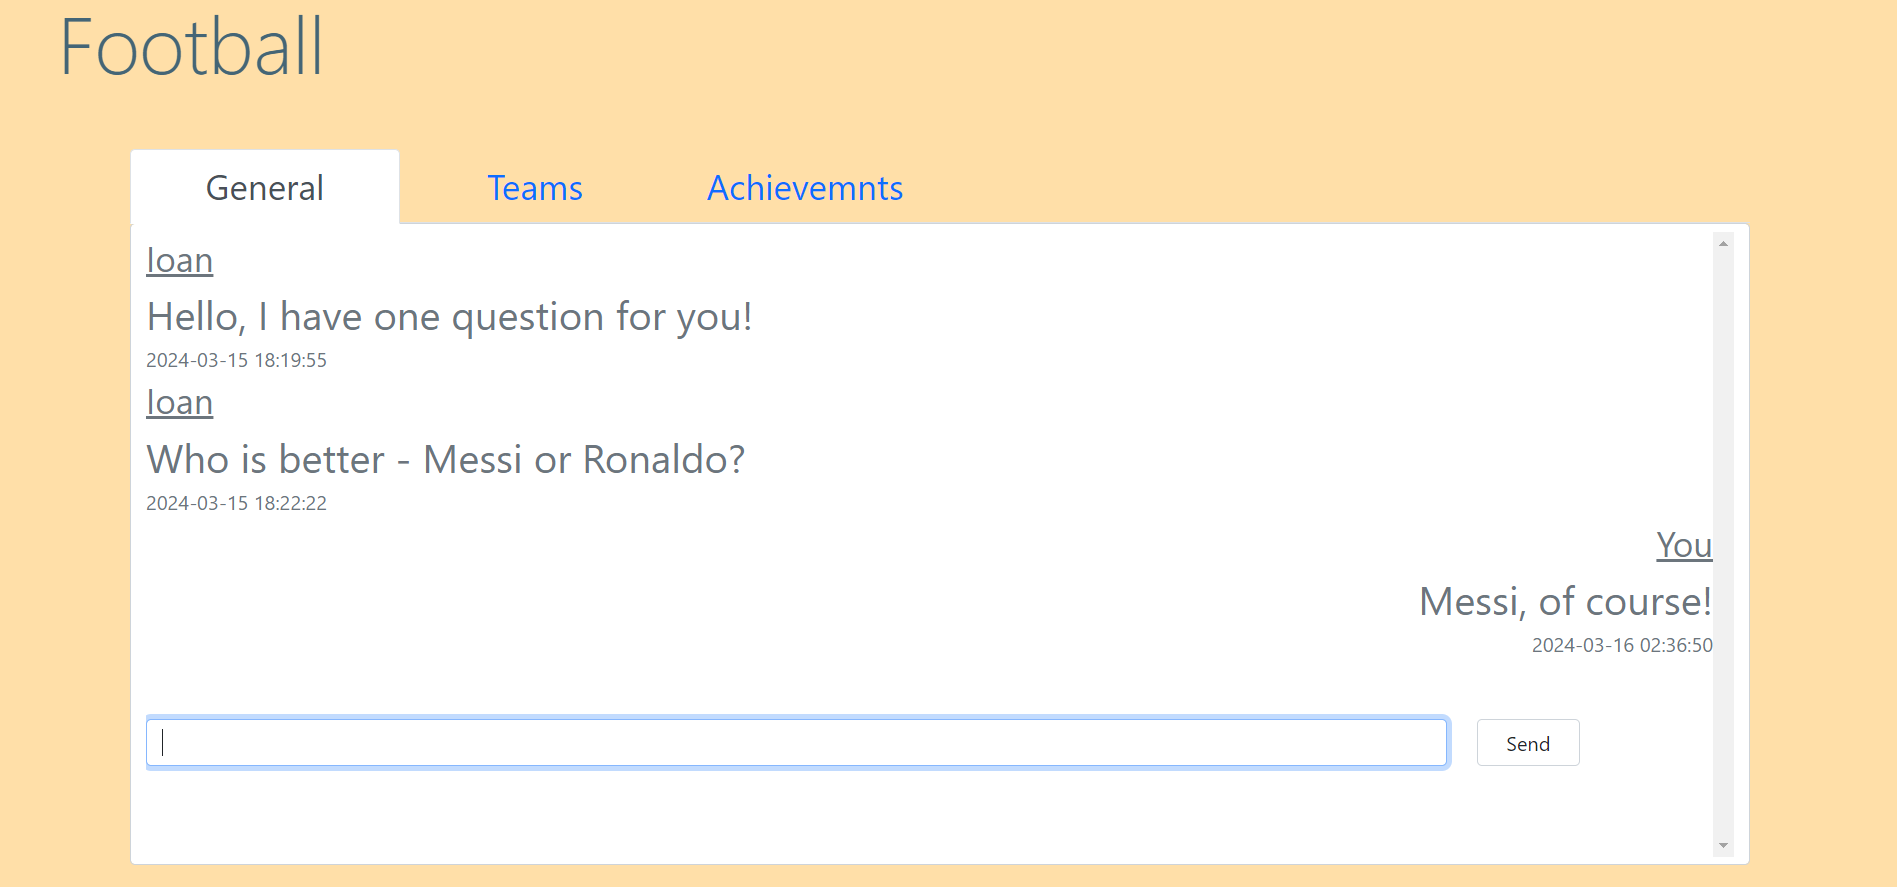 Football
General Teams Achievemnts
Ioan
Hello, I have one question for you!
2024-03-15 18:19:55
Ioan
Who is better - Messi or Ronaldo?
2024-03-15 18:22:22
You
Messi, of course!
2024-03-16 02:36:50
Send